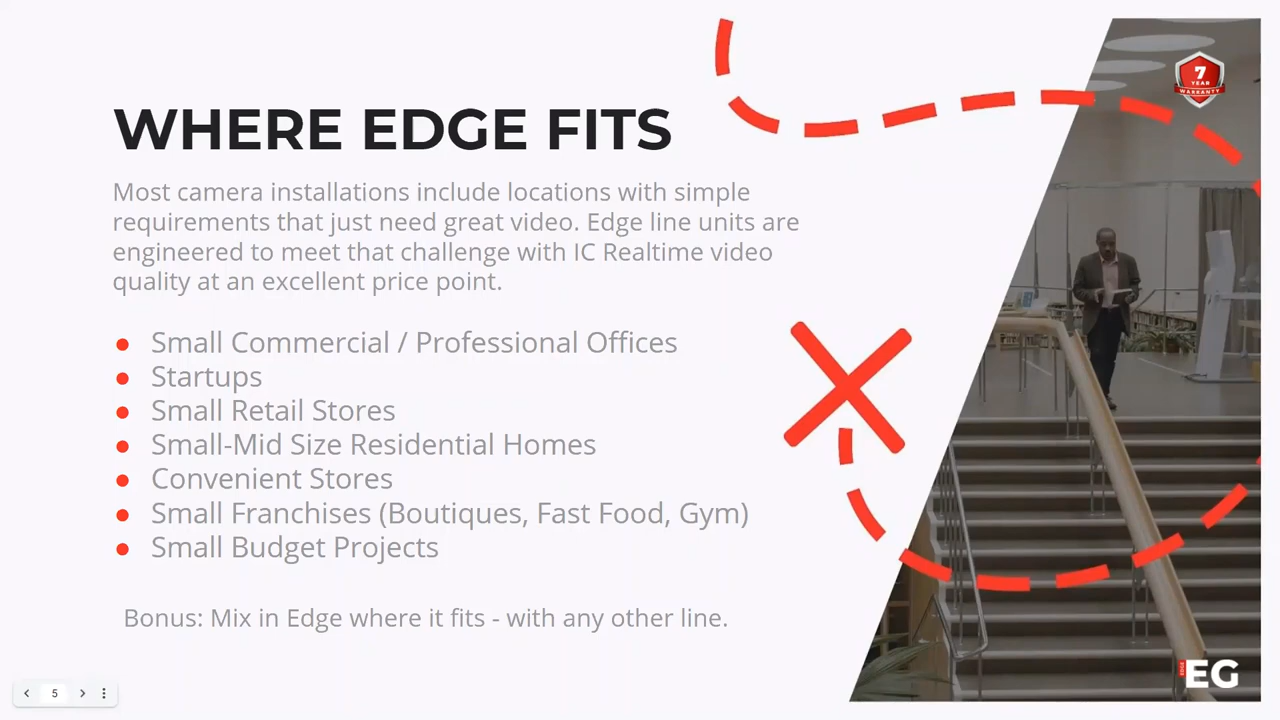 7
YEAR
WARRANTY
WHERE EDGE FITS
Most camera installations include locations with simple
requirements that just need great video. Edge line units are
engineered to meet that challenge with IC Realtime video
quality at an excellent price point.
● Small Commercial / Professional Offices
● Startups
● Small Retail Stores
● Small-Mid Size Residential Homes
● Convenient Stores
● Small Franchises (Boutiques, Fast Food, Gym)
● Small Budget Projects
Bonus: Mix in Edge where it fits - with any other line.
EDGE
EG
5